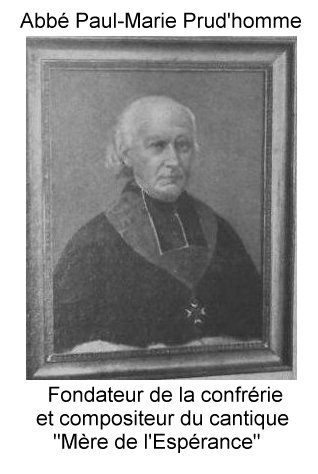 Abbé Paul-Marie Prud'homme
Fondateur de la confrérie
et compositeur du cantique
"Mère de l'Espérance"